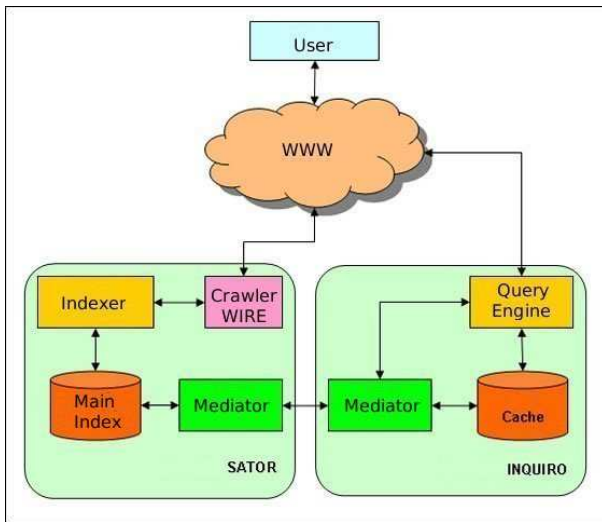 User
WWW
Indexer
Crawler
WIRE
Query
Engine
Main
Index
Mediator
Mediator
Cache
SATOR
INQUIRO